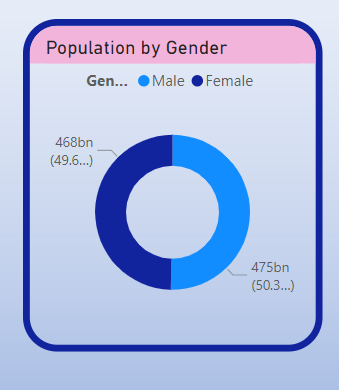 Population by Gender
Gen... Male Female
468bn
(49.6...)
475bn
(50.3...)